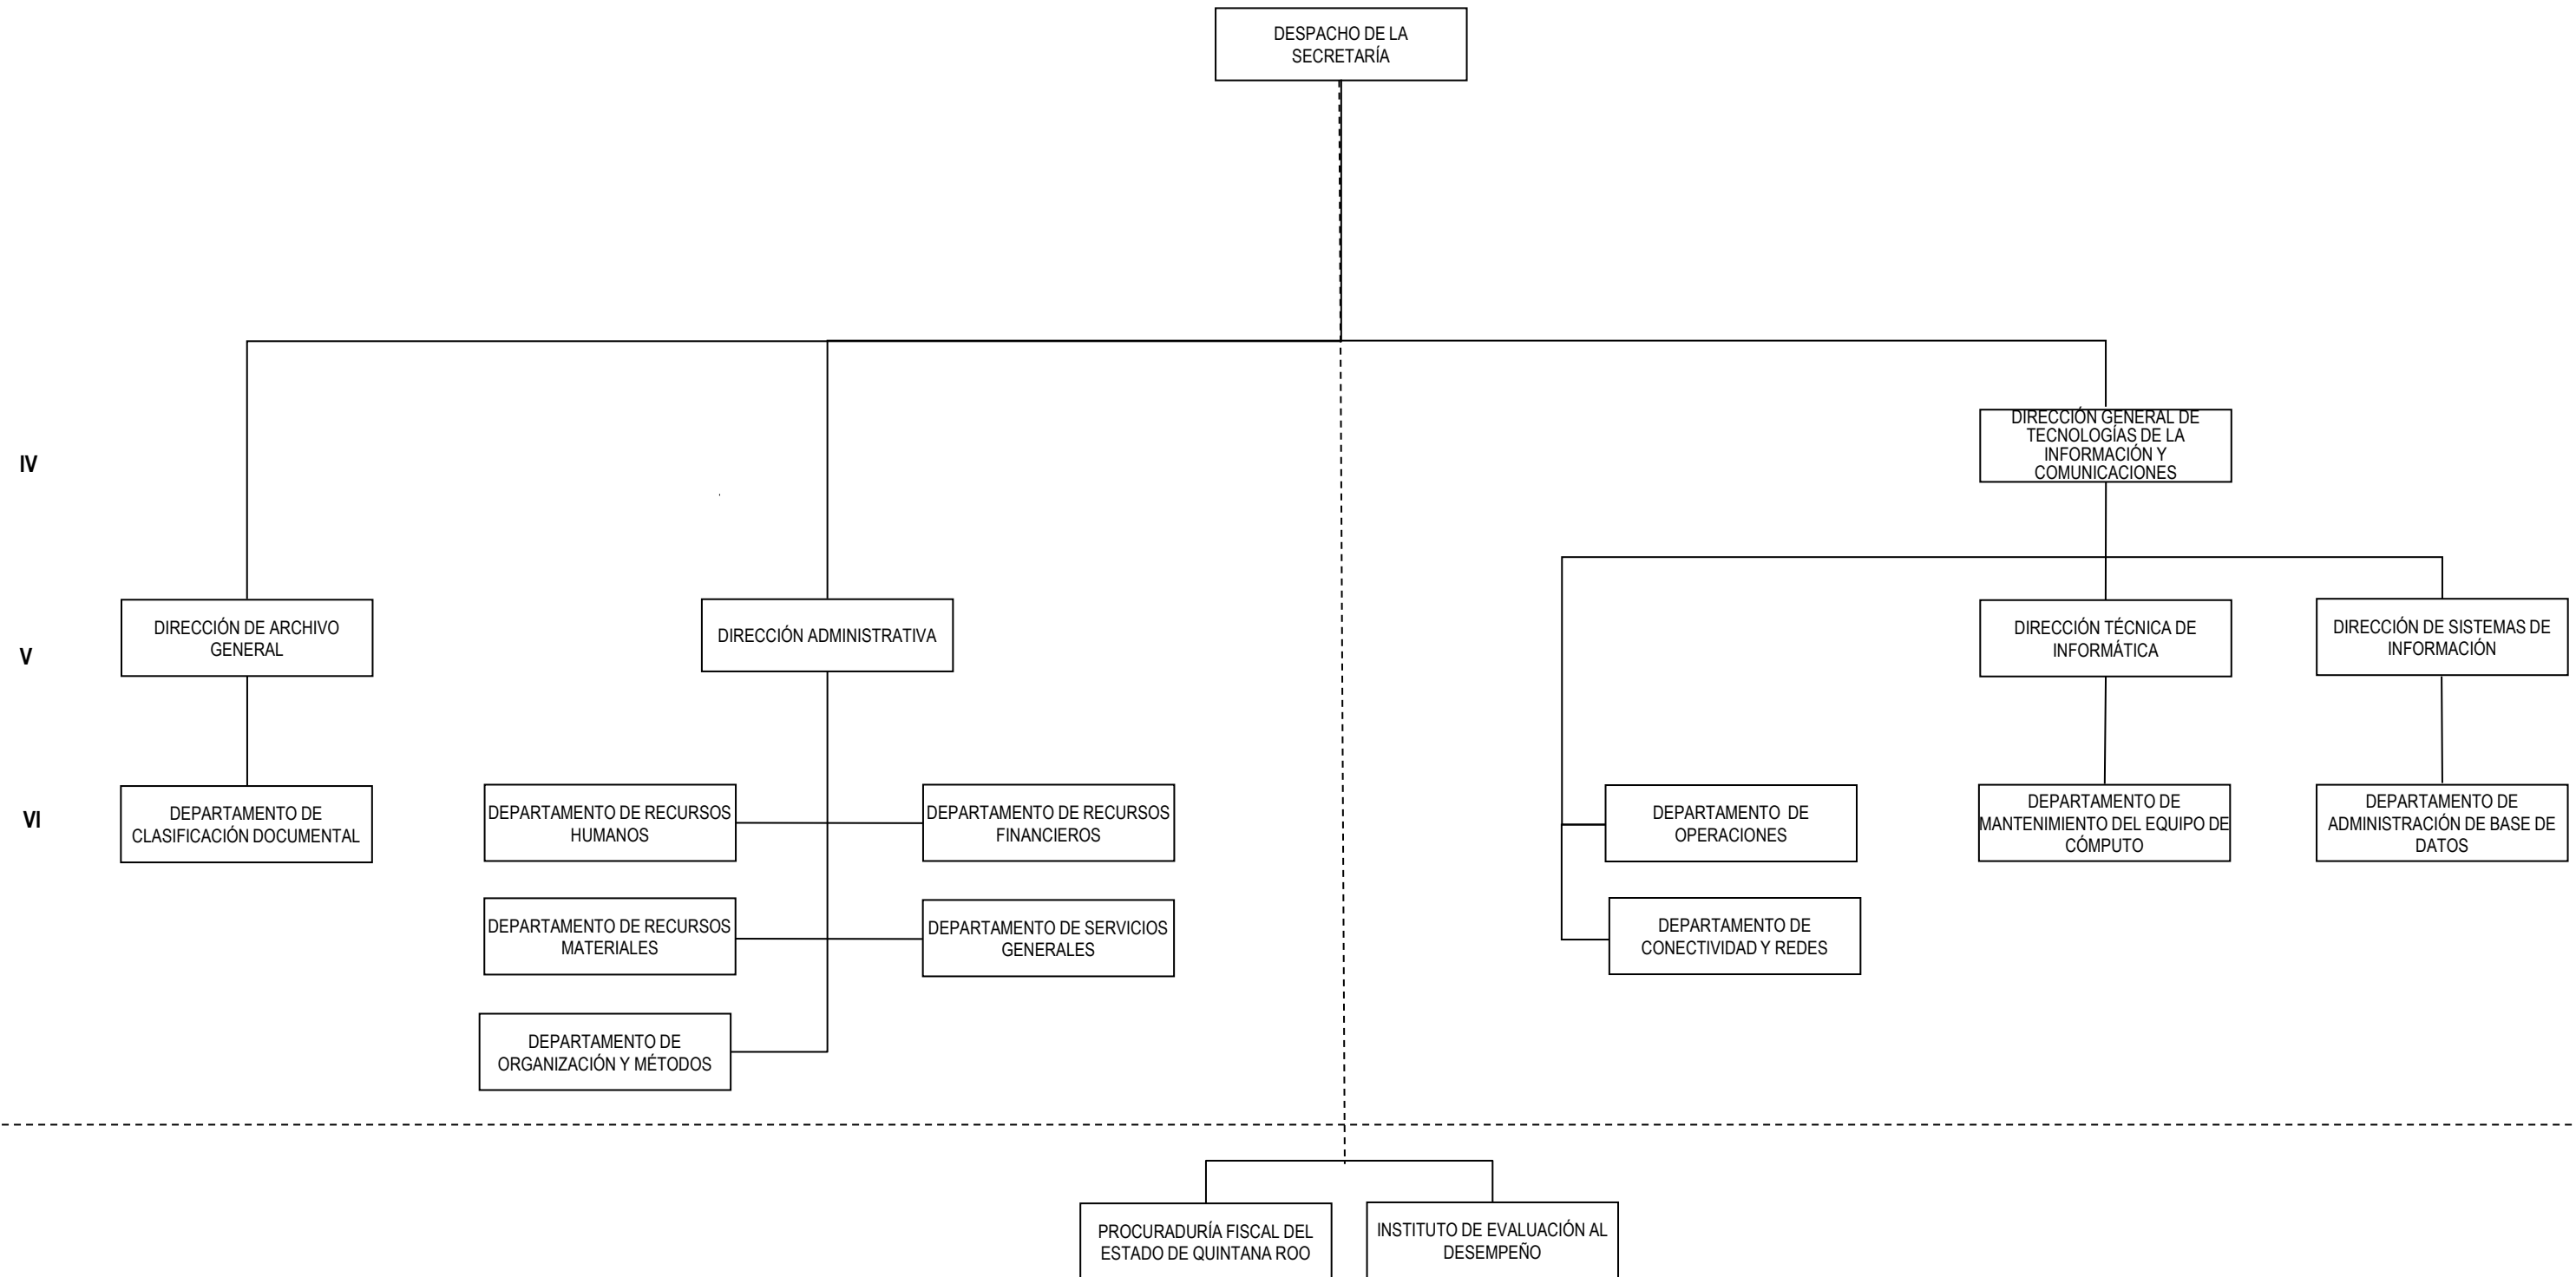 DESPACHO DE LA
SECRETARÍA
IV
DIRECCIÓN GENERAL DE
TECNOLOGÍAS DE LA
INFORMACIÓN Y
COMUNICACIONES
V
DIRECCIÓN DE ARCHIVO
GENERAL
DIRECCIÓN ADMINISTRATIVA
DIRECCIÓN TÉCNICA DE
INFORMÁTICA
DIRECCIÓN DE SISTEMAS DE
INFORMACIÓN
VI
DEPARTAMENTO DE
CLASIFICACIÓN DOCUMENTAL
DEPARTAMENTO DE RECURSOS
HUMANOS
DEPARTAMENTO DE RECURSOS
FINANCIEROS
DEPARTAMENTO DE
OPERACIONES
DEPARTAMENTO DE
MANTENIMIENTO DEL EQUIPO DE
CÓMPUTO
DEPARTAMENTO DE
ADMINISTRACIÓN DE BASE DE
DATOS
DEPARTAMENTO DE RECURSOS
MATERIALES
DEPARTAMENTO DE SERVICIOS
GENERALES
DEPARTAMENTO DE
CONECTIVIDAD Y REDES
DEPARTAMENTO DE
ORGANIZACIÓN Y MÉTODOS
PROCURADURÍA FISCAL DEL
ESTADO DE QUINTANA ROO
INSTITUTO DE EVALUACIÓN AL
DESEMPEÑO